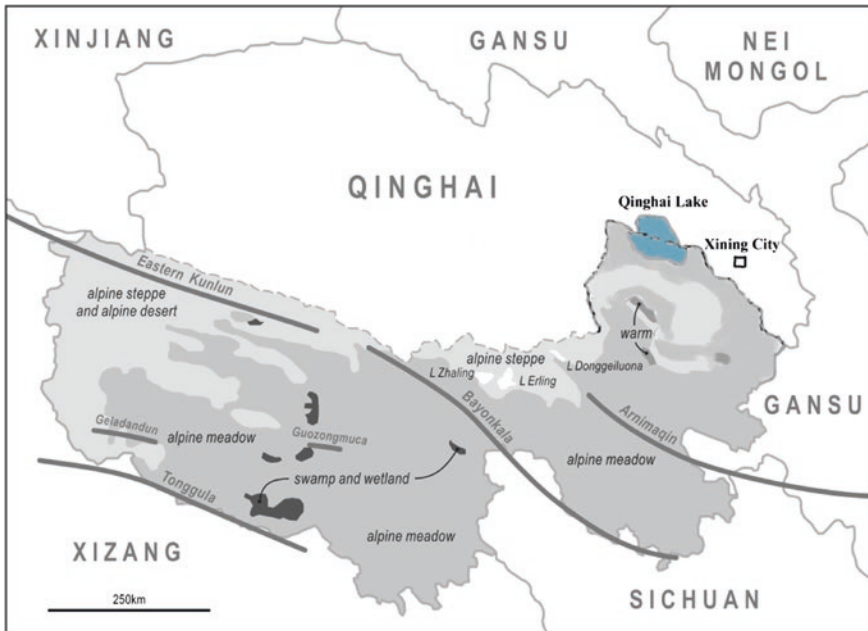 XINJIANG
GANSU
NEI
MONGOL
QINGHAI
Qinghai Lake
Xining City
Eastern Kunlun
alpine steppe
and alpine desert
warm
alpine steppe
L Zhaling
L Erling
L Donggeiluona
Bayonkala
Arnimaqin
GANSU
Geladandun
alpine meadow
Guozongmuca
alpine meadow
swamp and wetland
Tonggula
alpine meadow
XIZANG
SICHUAN
250km